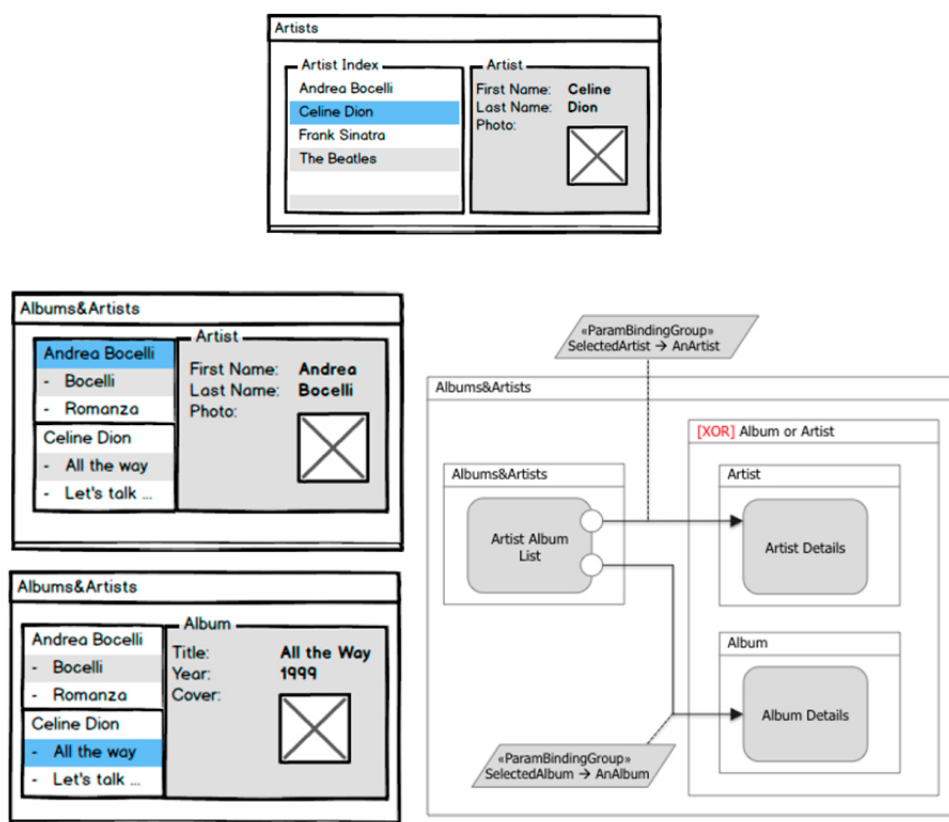 Artists
Artist Index
Andrea Bocelli
Celine Dion
Frank Sinatra
The Beatles
Artist
First Name: Celine
Last Name: Dion
Photo:
Albums&Artists
Andrea Bocelli
- Bocelli
- Romanza
Celine Dion
- All the way
- Let's talk ...
Artist
First Name: Andrea
Last Name: Bocelli
Photo:
Albums&Artists
Andrea Bocelli
- Bocelli
- Romanza
Celine Dion
- All the way
- Let's talk ...
Album
Title: All the Way
Year: 1999
Cover:
«ParamBindingGroup»
SelectedArtist → AnArtist
Albums&Artists
[XOR] Album or Artist
Albums&Artists
Artist Album
List
Artist
Artist Details
Album
Album Details
«ParamBindingGroup»
SelectedAlbum → AnAlbum